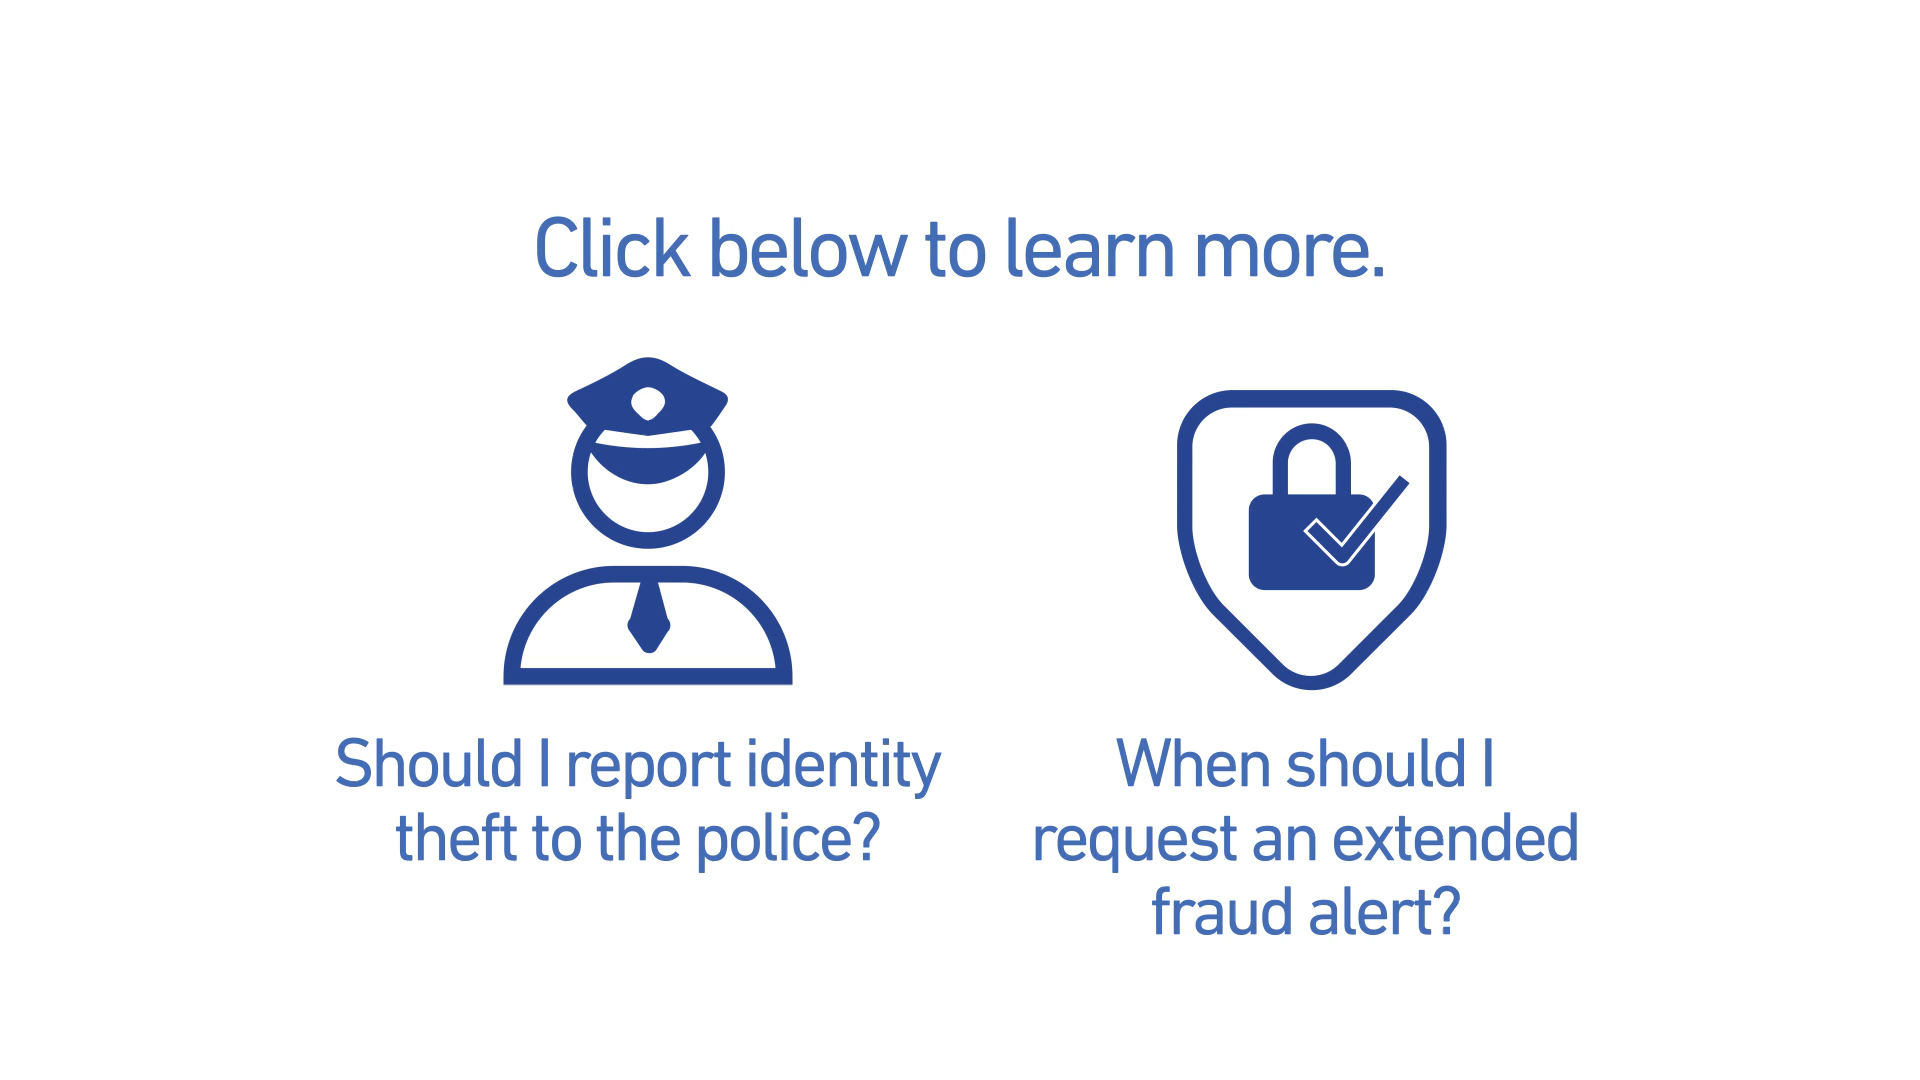 Click below to learn more.
Should I report identity
theft to the police?
When should I
request an extended
fraud alert?